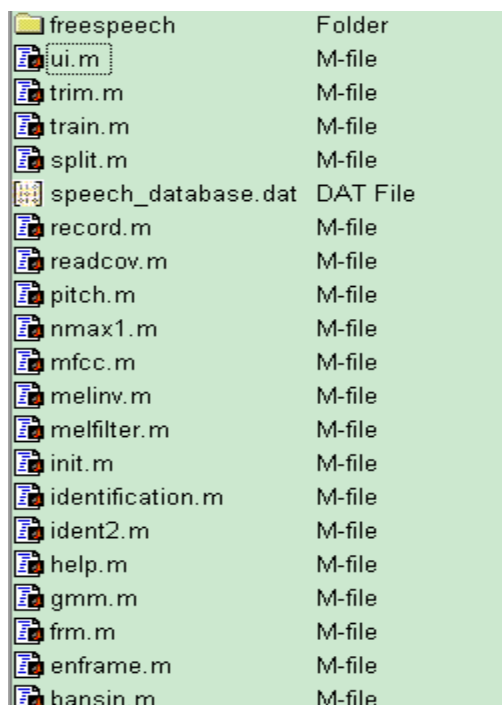 freespeech Folder
ui.m M-file
trim.m M-file
train.m M-file
split.m M-file
speech_database.dat DAT File
record.m M-file
readcov.m M-file
pitch.m M-file
nmax1.m M-file
mfcc.m M-file
melinv.m M-file
melfilter.m M-file
init.m M-file
identification.m M-file
ident2.m M-file
help.m M-file
gmm.m M-file
frm.m M-file
enframe.m M-file
bansin.m M-file